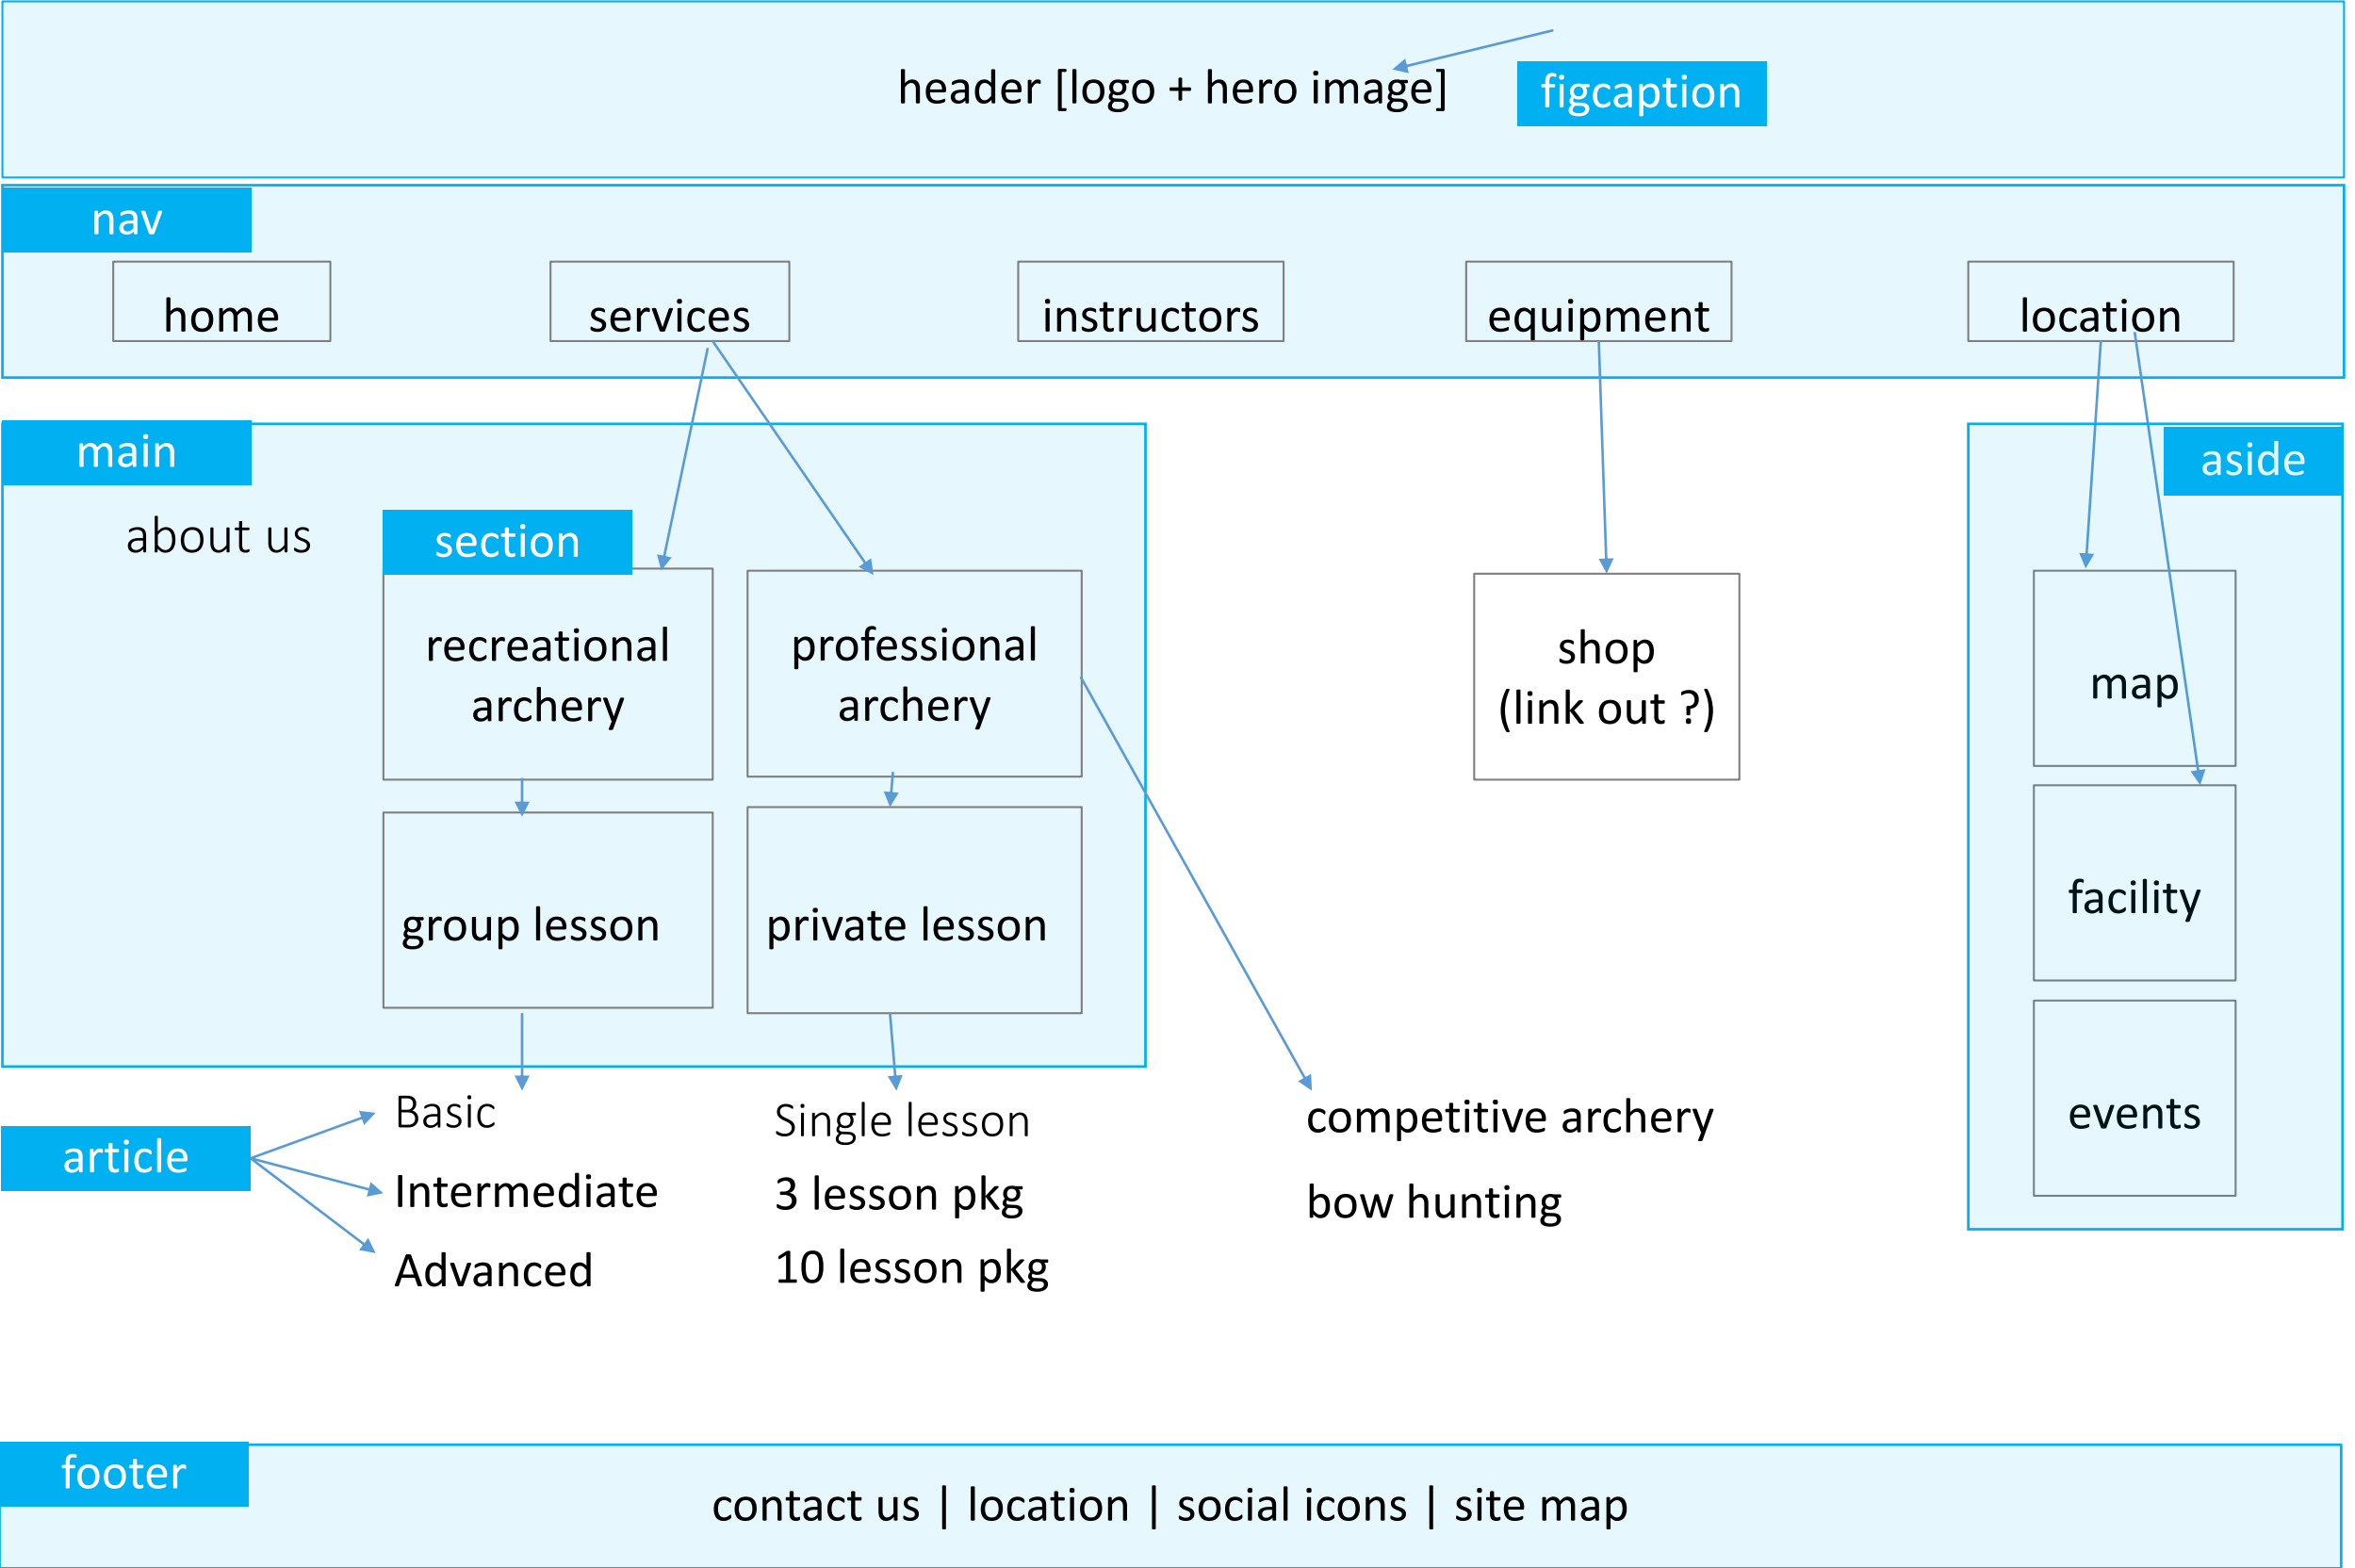 header [logo + hero image]
figcaption
nav
home
services
instructors
equipment
location
main
aside
about us
section
recreational
archery
professional
archery
shop
(link out ?)
map
group lesson
private lesson
facility
events
article
Basic
Intermediate
Advanced
Single lesson
3 lesson pkg
10 lesson pkg
competitive archery
bow hunting
footer
contact us | location | social icons | site map